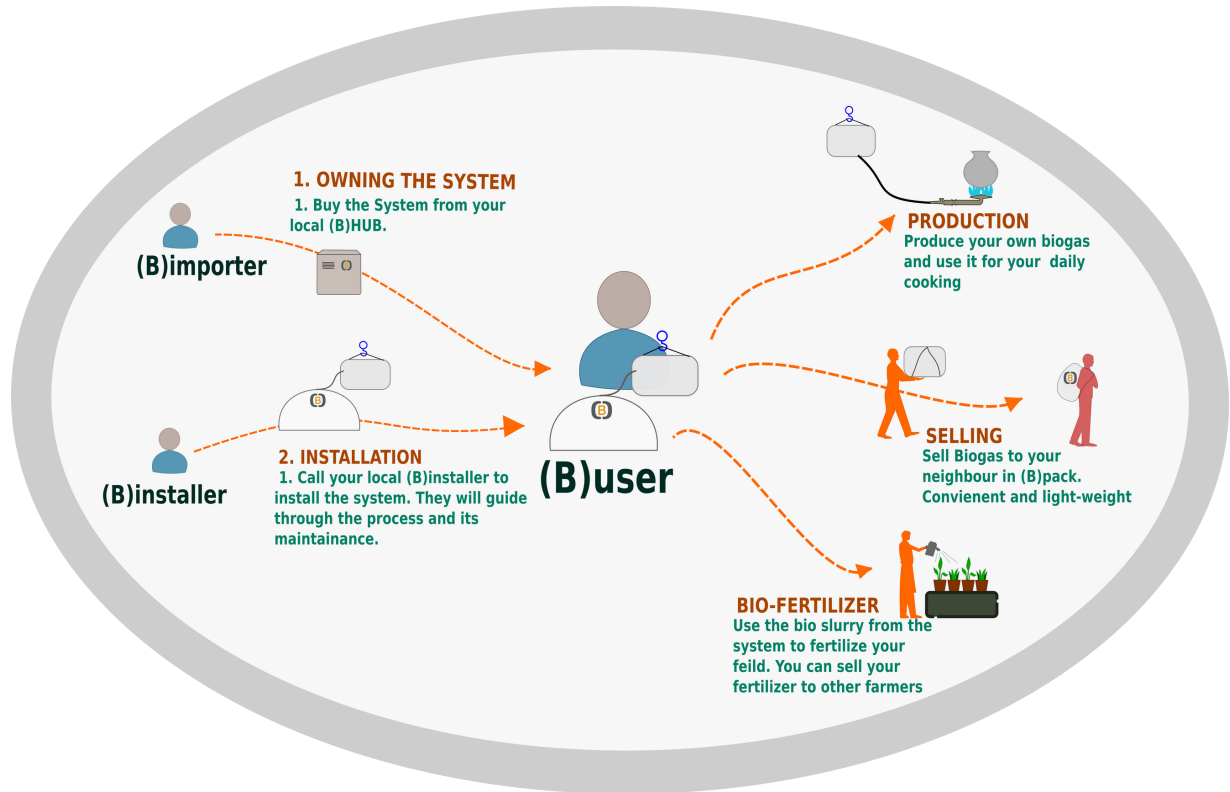 1. OWNING THE SYSTEM
1. Buy the System from your
local (B)HUB.
(B)importer
(B)
(B)
2. INSTALLATION
1. Call your local (B)installer to
install the system. They will guide
through the process and its
maintainance.
(B)installer
(B)
(B)user
PRODUCTION
Produce your own biogas
and use it for your  daily
cooking
(B)
SELLING
Sell Biogas to your
neighbour in (B)pack.
Convienent and light-weight
BIO-FERTILIZER
Use the bio slurry from the
system to fertilize your
feild. You can sell your
fertilizer to other farmers